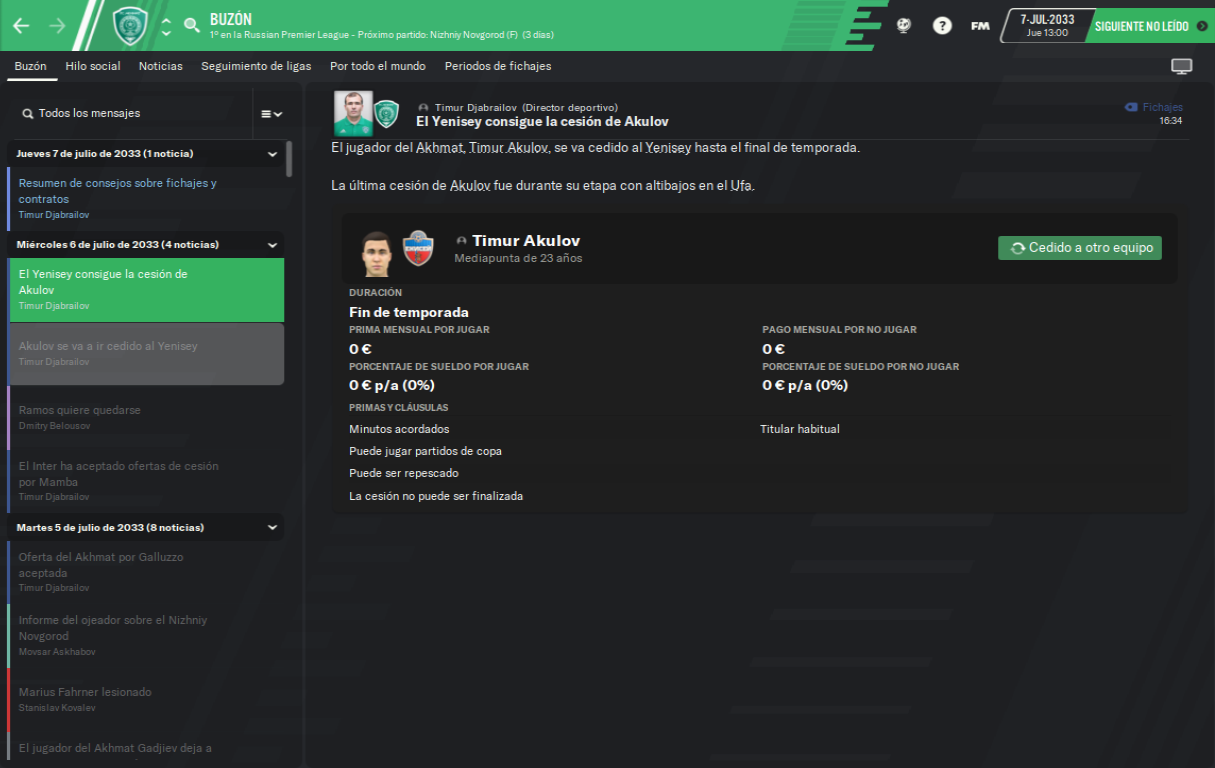 BUZÓN
1º en la Russian Premier League - Próximo partido: Nizhniy Novgorod (F) (3 días)
?
FM
7-JUL-2033
Jue 13:00
SIGUIENTE NO LEÍDO
Buzón
Hilo social
Noticias
Seguimiento de ligas
Por todo el mundo
Periodos de fichajes
Todos los mensajes
Jueves 7 de julio de 2033 (1 noticia)
Resumen de consejos sobre fichajes y
contratos
Timur Djabrailov
Miércoles 6 de julio de 2033 (4 noticias)
El Yenisey consigue la cesión de
Akulov
Timur Djabrailov
Akulov se va a ir cedido al Yenisey
Timur Djabrailov
Ramos quiere quedarse
Dmitry Belousov
El Inter ha aceptado ofertas de cesión
por Mamba
Timur Djabrailov
Martes 5 de julio de 2033 (8 noticias)
Oferta del Akhmat por Galluzzo
aceptada
Timur Djabrailov
Informe del ojeador sobre el Nizhniy
Novgorod
Movsar Askhabov
Marius Fahrner lesionado
Stanislav Kovalev
El jugador del Akhmat Gadjiev deja a
Timur Djabrailov (Director deportivo)
El Yenisey consigue la cesión de Akulov
Fichajes
16:34
El jugador del Akhmat, Timur Akulov, se va cedido al Yenisey hasta el final de temporada.
La última cesión de Akulov fue durante su etapa con altibajos en el Ufa.
Timur Akulov
Mediapunta de 23 años
Cedido a otro equipo
DURACIÓN
Fin de temporada
PRIMA MENSUAL POR JUGAR
PAGO MENSUAL POR NO JUGAR
0 €
0 €
PORCENTAJE DE SUELDO POR JUGAR
PORCENTAJE DE SUELDO POR NO JUGAR
0 € p/a (0%)
0 € p/a (0%)
PRIMAS Y CLÁUSULAS
Minutos acordados
Titular habitual
Puede jugar partidos de copa
Puede ser repescado
La cesión no puede ser finalizada